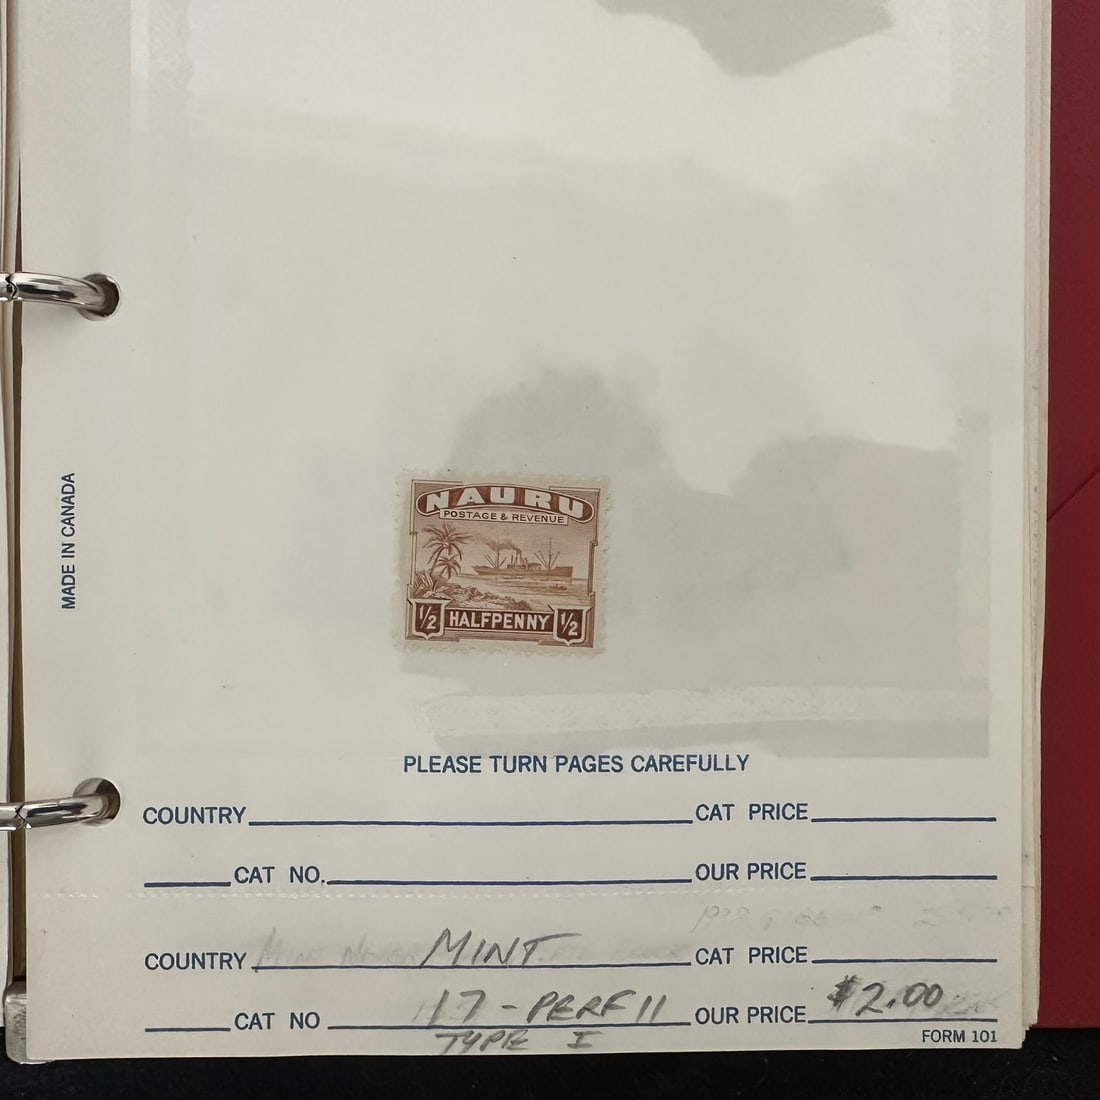 NAURU
POSTAGE & REVENUE
1/2 HALFPENNY 1/2
MADE IN CANADA
PLEASE TURN PAGES CAREFULLY
COUNTRY CAT PRICE
CAT NO. OUR PRICE
COUNTRY MINT CAT PRICE
CAT NO 17 - PERF 11 OUR PRICE $2.00
TYPE I
FORM 101